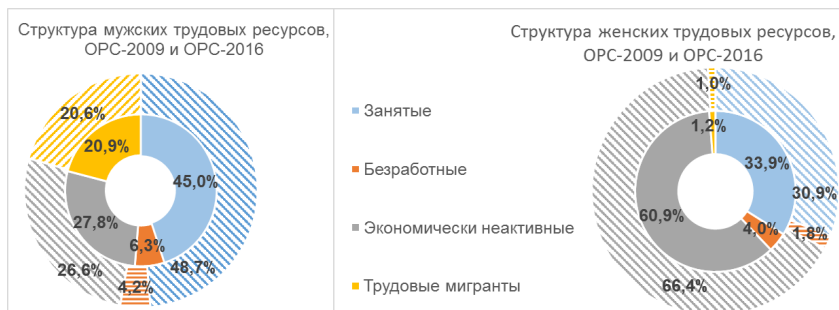 Структура мужских трудовых ресурсов,
ОРС-2009 и ОРС-2016
20,6%
20,9%
45,0%
27,8%
6,3%
26,6%
4,2%
48,7%
Занятые
Безработные
Экономически неактивные
Трудовые мигранты
Структура женских трудовых ресурсов,
ОРС-2009 и ОРС-2016
1,0%
1,2%
33,9%
30,9%
60,9%
4,0%
1,8%
66,4%